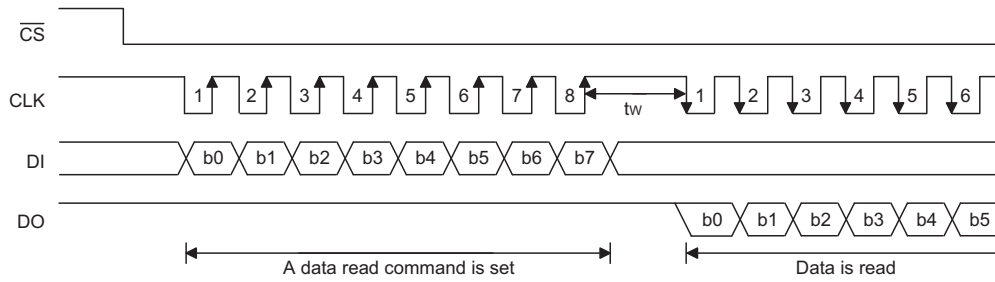 CS
CLK 1 2 3 4 5 6 7 8 tw 1 2 3 4 5 6
DI b0 b1 b2 b3 b4 b5 b6 b7
DO b0 b1 b2 b3 b4 b5
A data read command is set Data is read